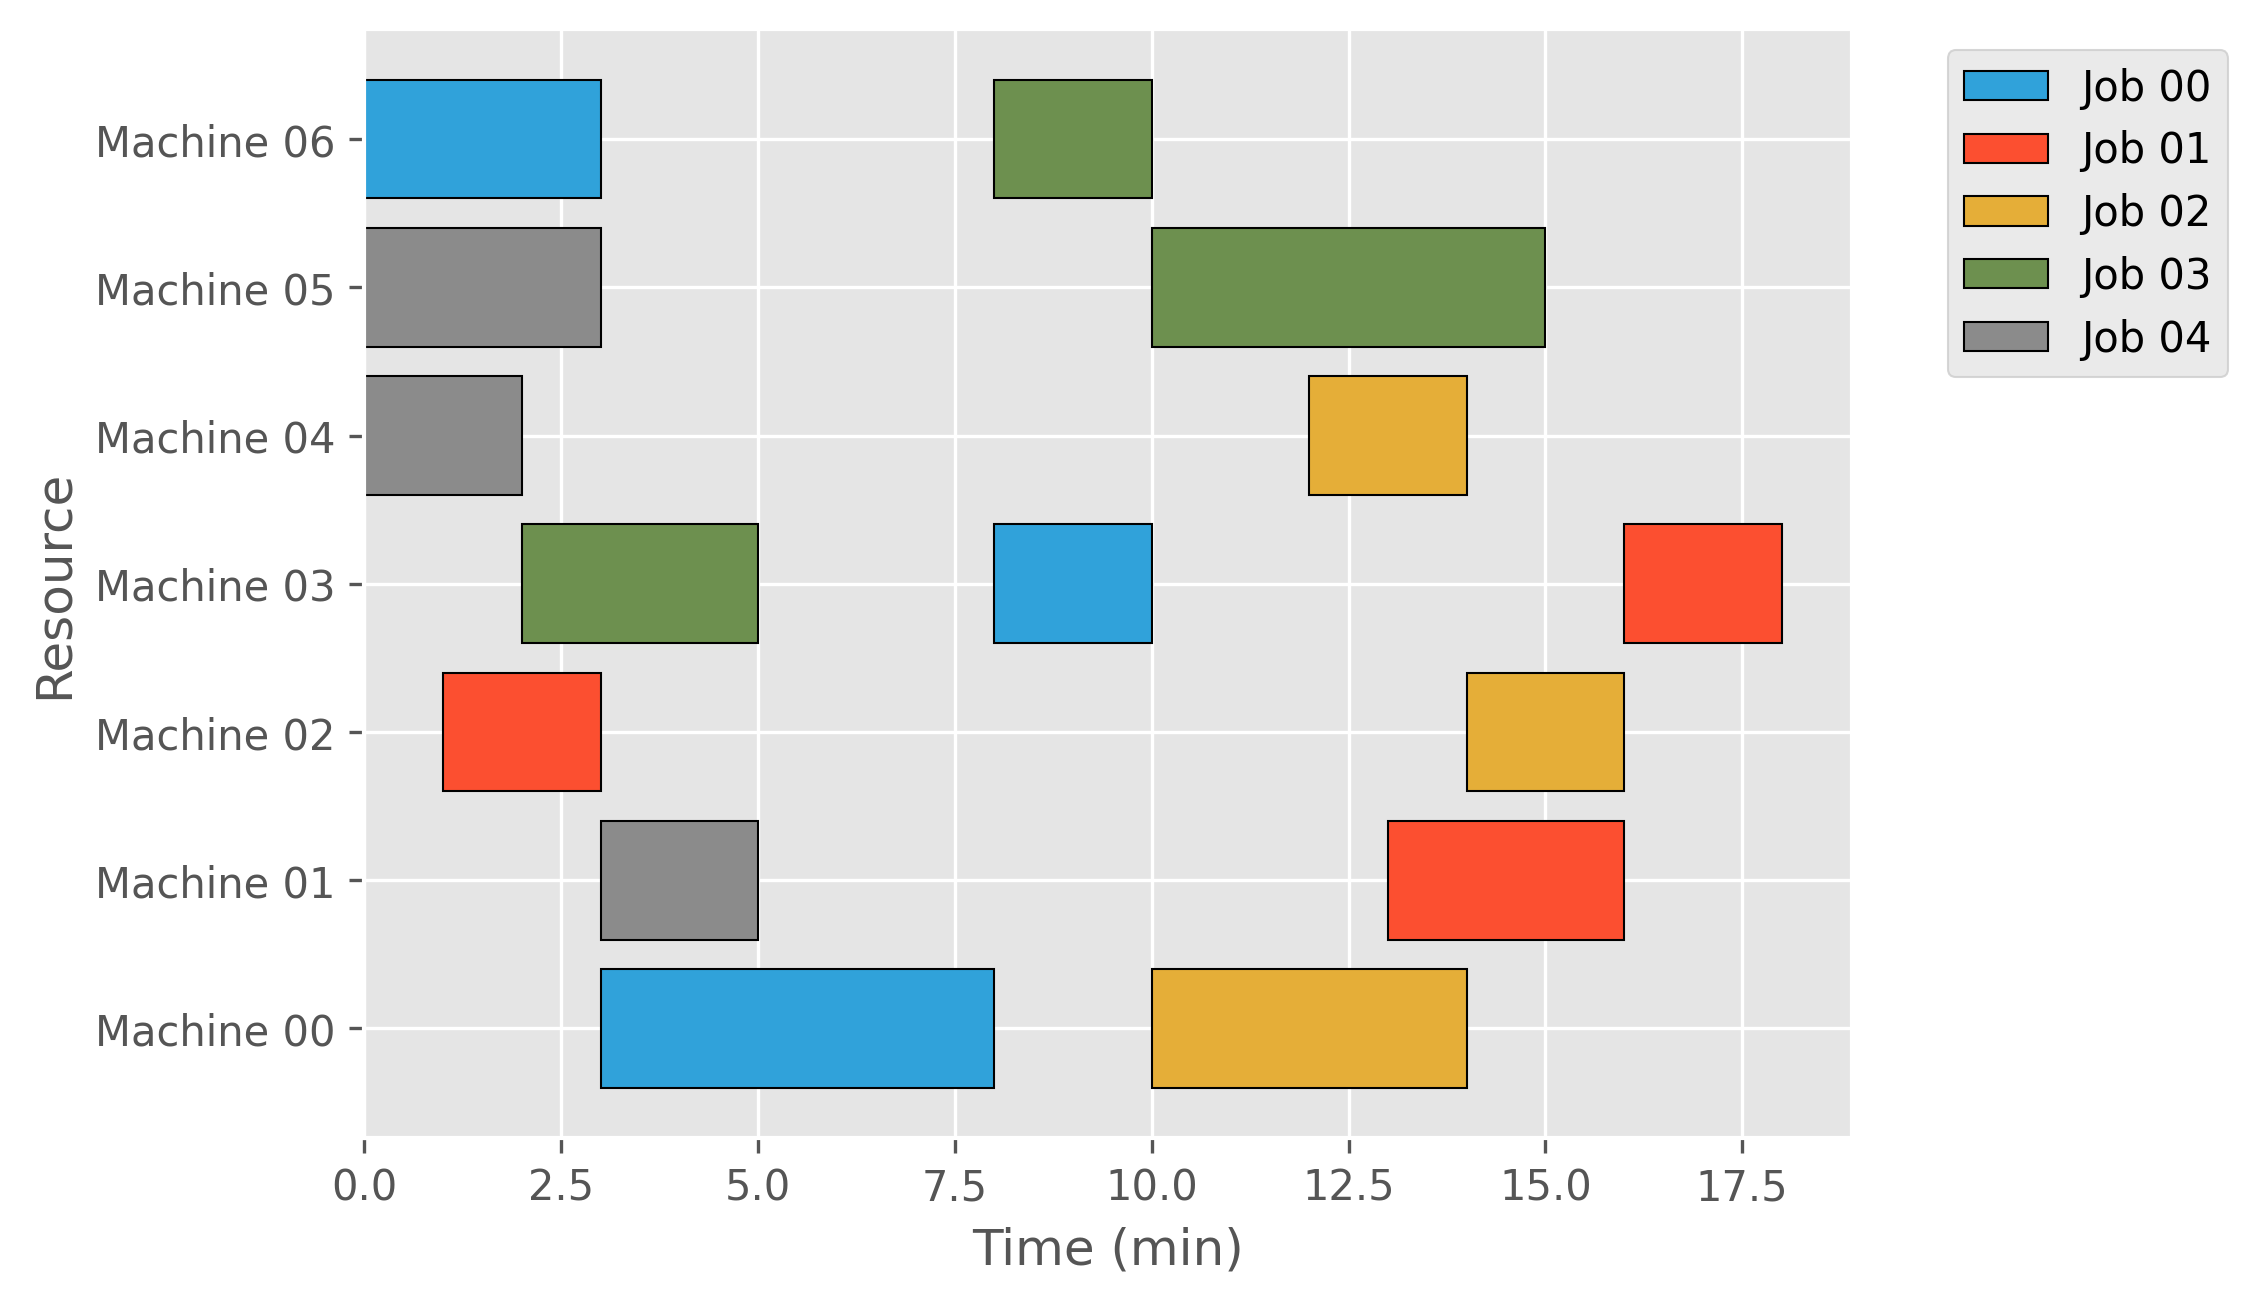 Machine 06
Machine 05
Machine 04
Machine 03
Machine 02
Machine 01
Machine 00
Resource
0.0 2.5 5.0 7.5 10.0 12.5 15.0 17.5
Time (min)
Job 00
Job 01
Job 02
Job 03
Job 04